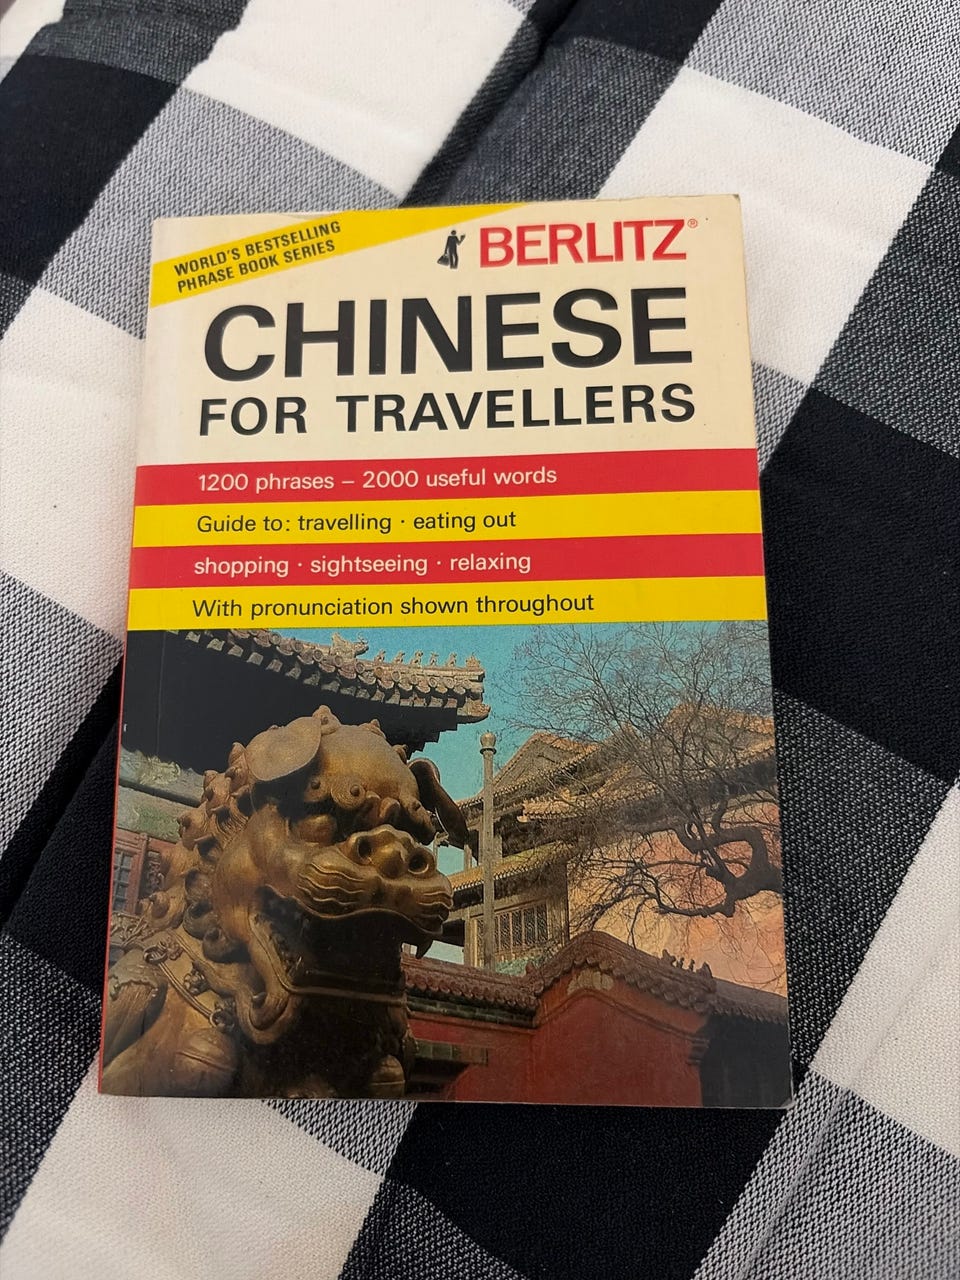 WORLD'S BESTSELLING
PHRASE BOOK SERIES
BERLITZ®
CHINESE
FOR TRAVELLERS
1200 phrases – 2000 useful words
Guide to: travelling · eating out
shopping · sightseeing · relaxing
With pronunciation shown throughout